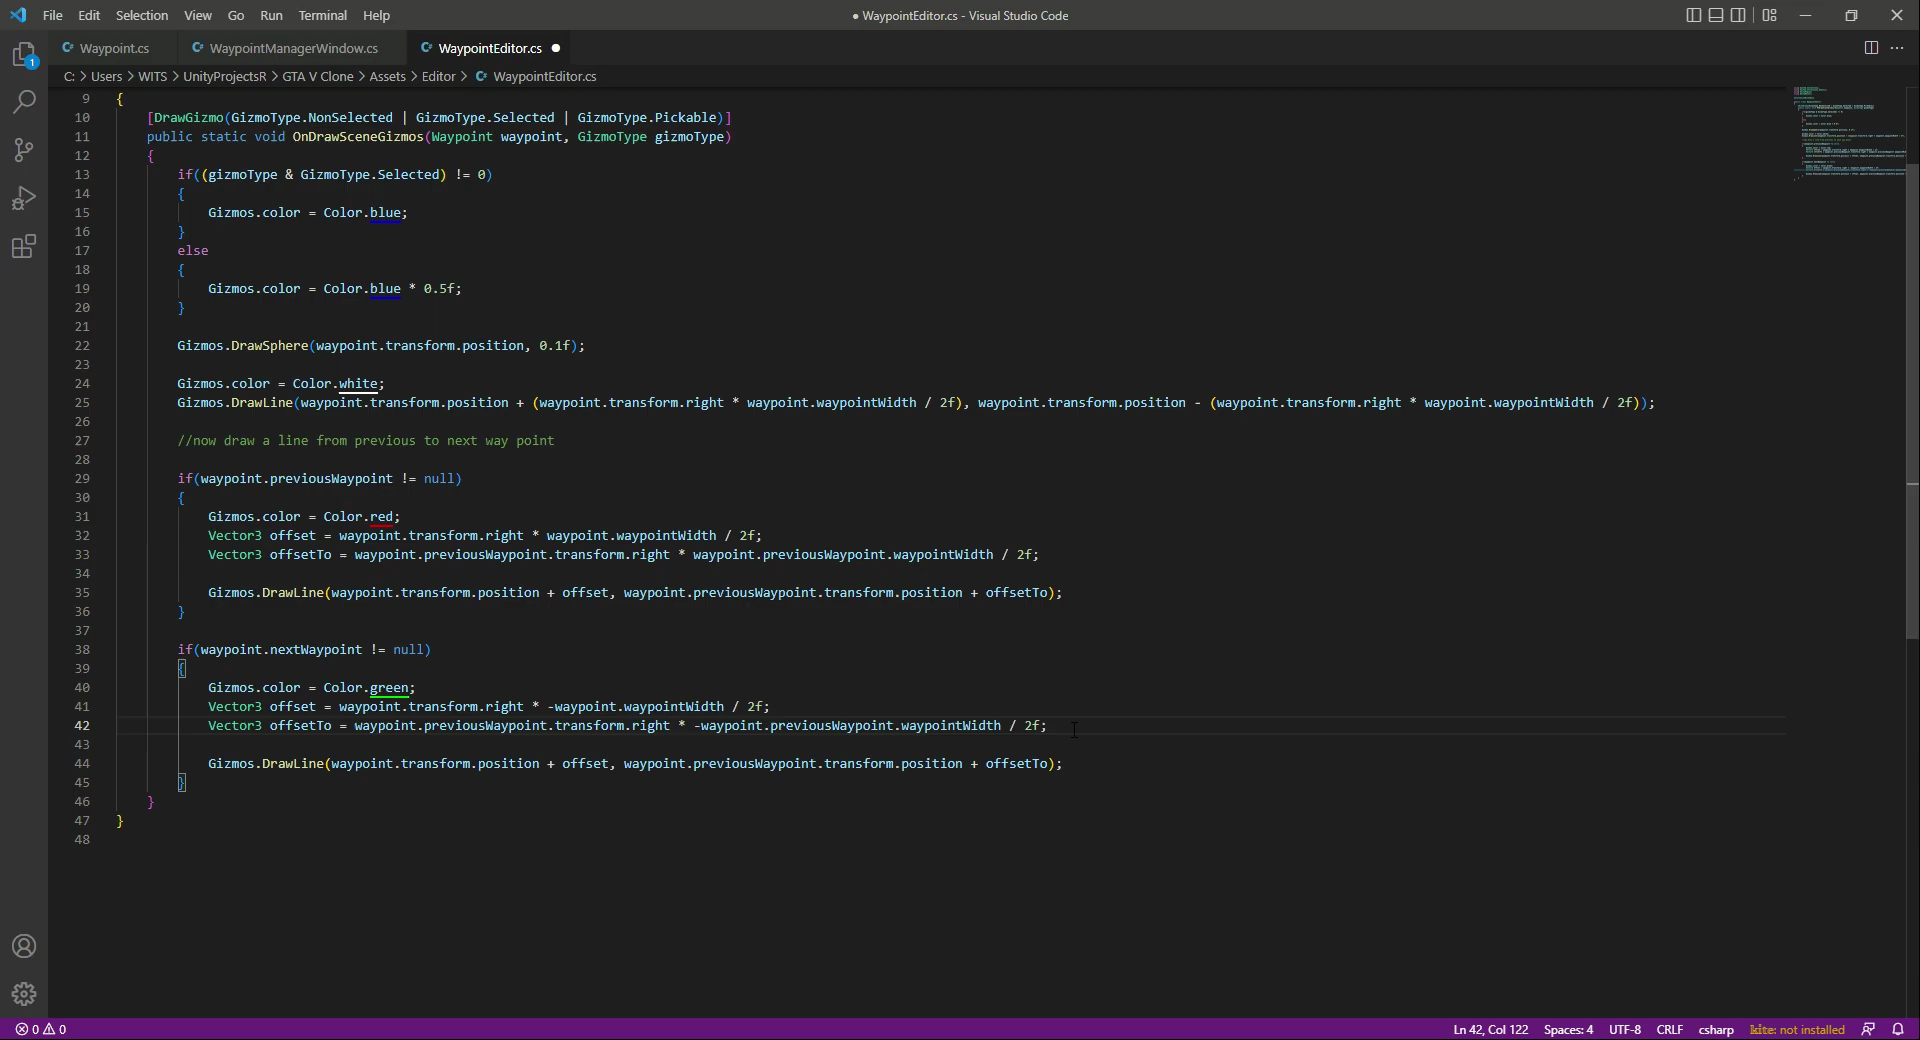 File Edit Selection View Go Run Terminal Help
● WaypointEditor.cs - Visual Studio Code
Waypoint.cs
WaypointManagerWindow.cs
WaypointEditor.cs
1
C: > Users > WITS > UnityProjectsR > GTA V Clone > Assets > Editor > WaypointEditor.cs
9 {
10 [DrawGizmo(GizmoType.NonSelected | GizmoType.Selected | GizmoType.Pickable)]
11 public static void OnDrawSceneGizmos(Waypoint waypoint, GizmoType gizmoType)
12 {
13 if((gizmoType & GizmoType.Selected) != 0)
14 {
15 Gizmos.color = Color.blue;
16 }
17 else
18 {
19 Gizmos.color = Color.blue * 0.5f;
20 }
21
22 Gizmos.DrawSphere(waypoint.transform.position, 0.1f);
23
24 Gizmos.color = Color.white;
25 Gizmos.DrawLine(waypoint.transform.position + (waypoint.transform.right * waypoint.waypointWidth / 2f), waypoint.transform.position - (waypoint.transform.right * waypoint.waypointWidth / 2f));
26
27 //now draw a line from previous to next way point
28
29 if(waypoint.previousWaypoint != null)
30 {
31 Gizmos.color = Color.red;
32 Vector3 offset = waypoint.transform.right * waypoint.waypointWidth / 2f;
33 Vector3 offsetTo = waypoint.previousWaypoint.transform.right * waypoint.previousWaypoint.waypointWidth / 2f;
34
35 Gizmos.DrawLine(waypoint.transform.position + offset, waypoint.previousWaypoint.transform.position + offsetTo);
36 }
37
38 if(waypoint.nextWaypoint != null)
39 {
40 Gizmos.color = Color.green;
41 Vector3 offset = waypoint.transform.right * -waypoint.waypointWidth / 2f;
42 Vector3 offsetTo = waypoint.previousWaypoint.transform.right * -waypoint.previousWaypoint.waypointWidth / 2f;
43
44 Gizmos.DrawLine(waypoint.transform.position + offset, waypoint.previousWaypoint.transform.position + offsetTo);
45 }
46 }
47 }
48
0 0
Ln 42, Col 122 Spaces: 4 UTF-8 CRLF csharp kite: not installed